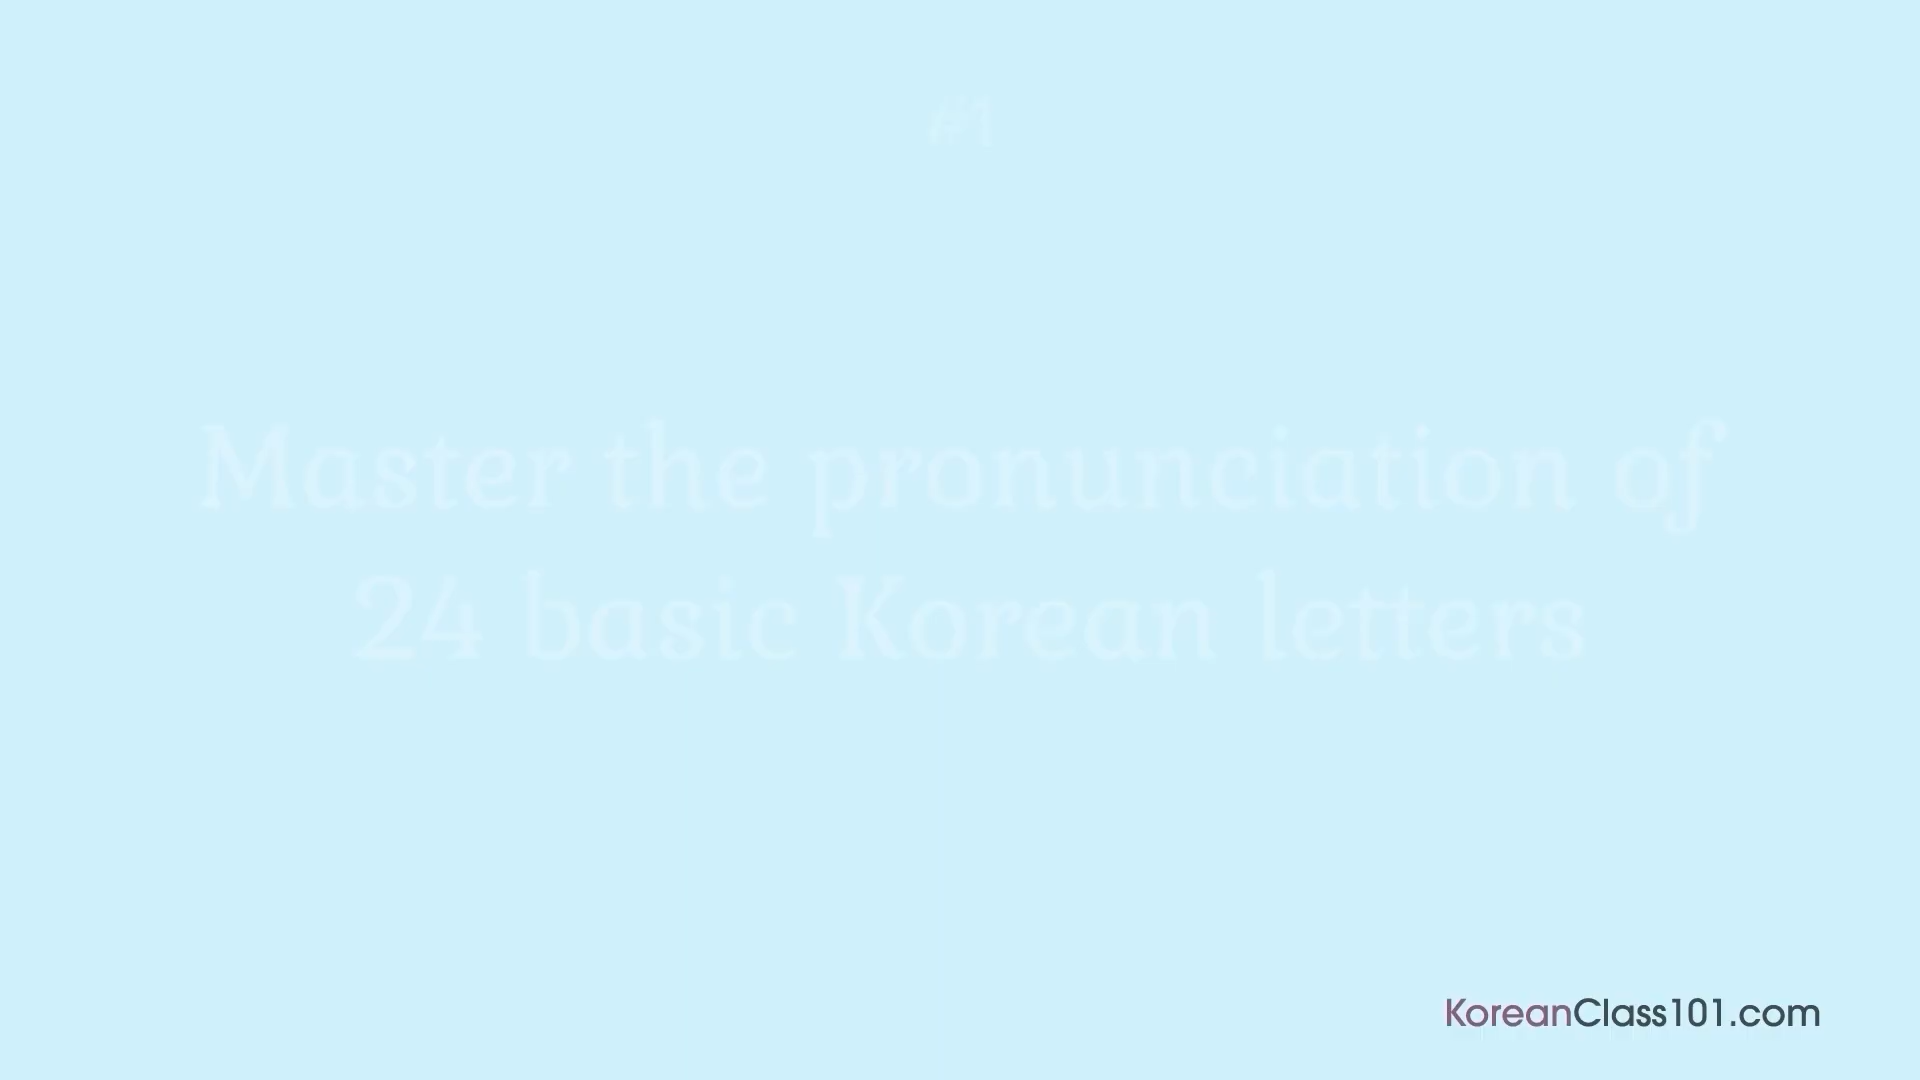 #1
Master the pronunciation of
24 basic Korean letters
KoreanClass101.com